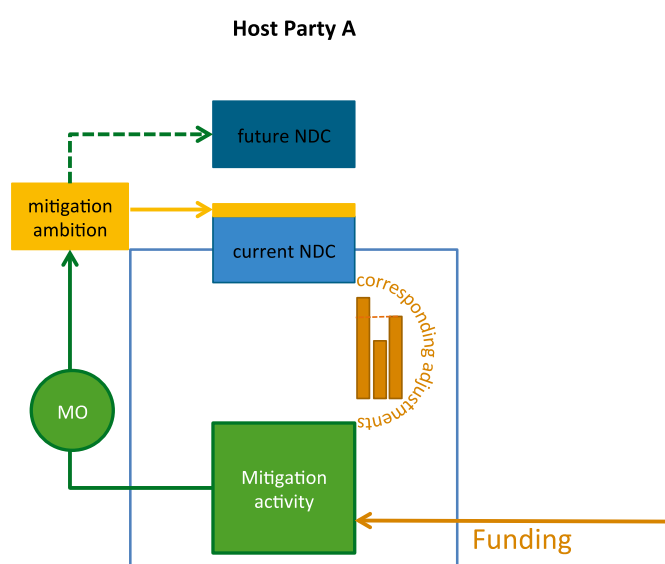 Host Party A
future NDC
mitigation
ambition
current NDC
corresponding adjustments
MO
Mitigation
activity
Funding